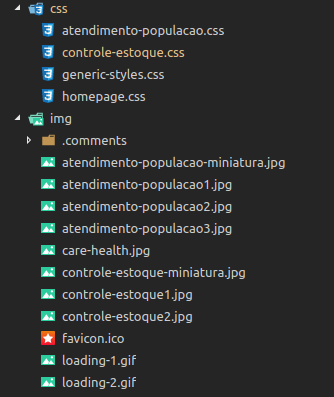 css
atendimento-populacao.css
controle-estoque.css
generic-styles.css
homepage.css
img
.comments
atendimento-populacao-miniatura.jpg
atendimento-populacao1.jpg
atendimento-populacao2.jpg
atendimento-populacao3.jpg
care-health.jpg
controle-estoque-miniatura.jpg
controle-estoque1.jpg
controle-estoque2.jpg
favicon.ico
loading-1.gif
loading-2.gif